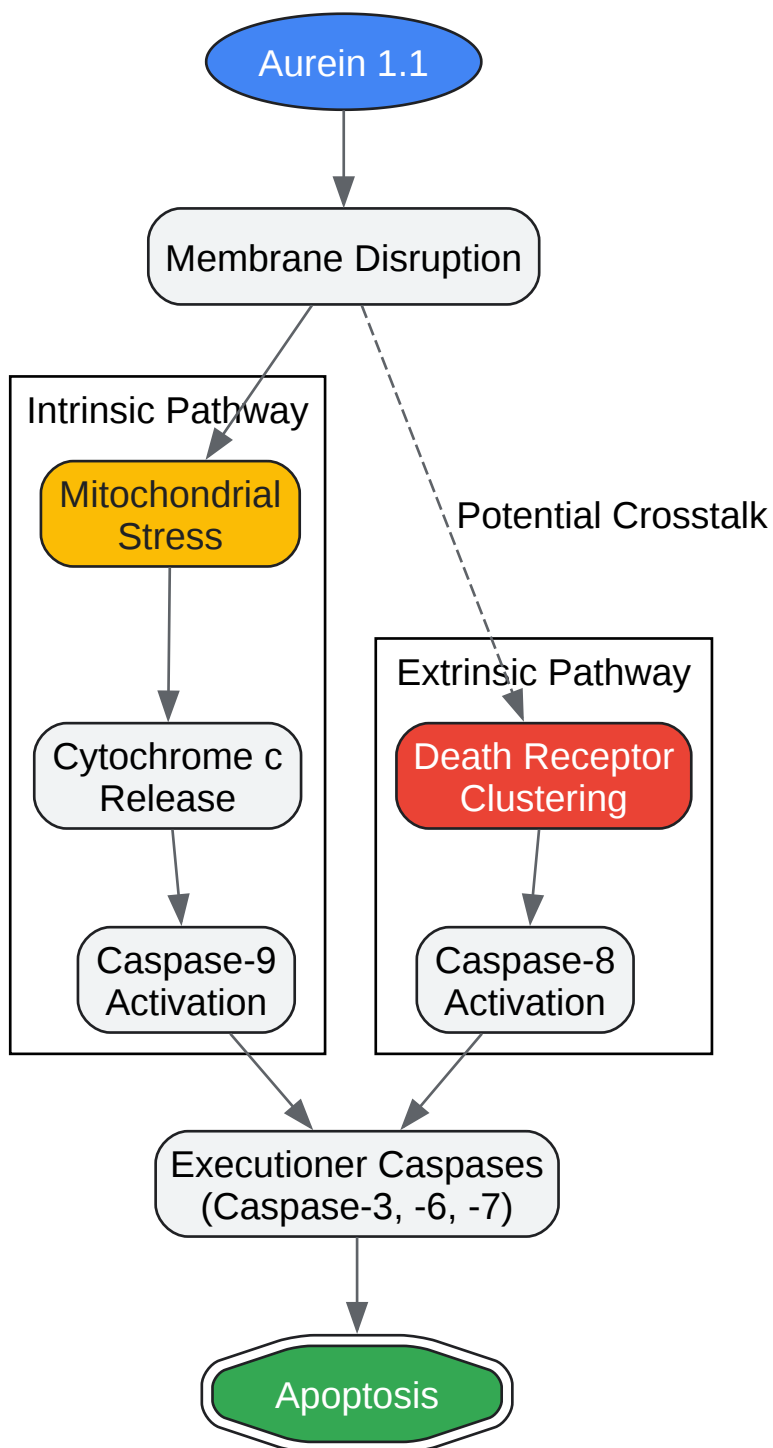 Aurein 1.1
Membrane Disruption
Intrinsic Pathway
Mitochondrial
Stress
Potential Crosstalk
Extrinsic Pathway
Cytochrome c
Release
Death Receptor
Clustering
Caspase-9
Activation
Caspase-8
Activation
Executioner Caspases
(Caspase-3, -6, -7)
Apoptosis